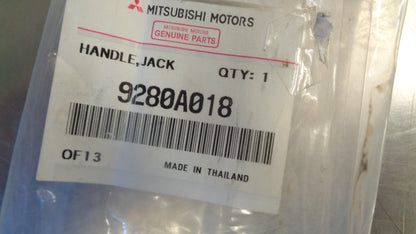 MITSUBISHI MOTORS
MITSUBISHI MOTORS
GENUINE PARTS
HANDLE,JACK QTY: 1
9280A018
OF13 MADE IN THAILAND